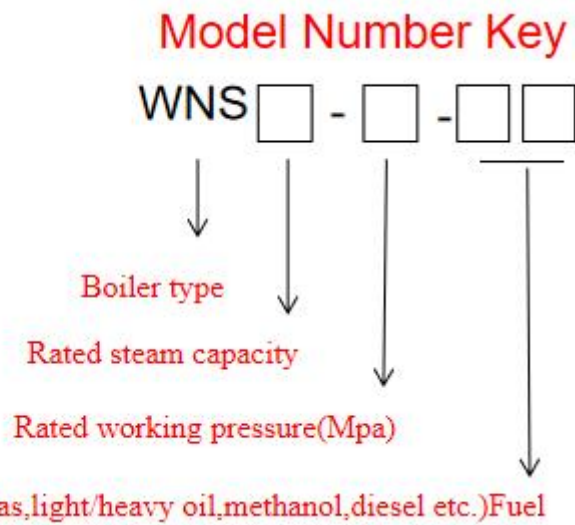 Model Number Key
WNS - -
Boiler type
Rated steam capacity
Rated working pressure(Mpa)
as,light/heavy oil,methanol,diesel etc.)Fuel